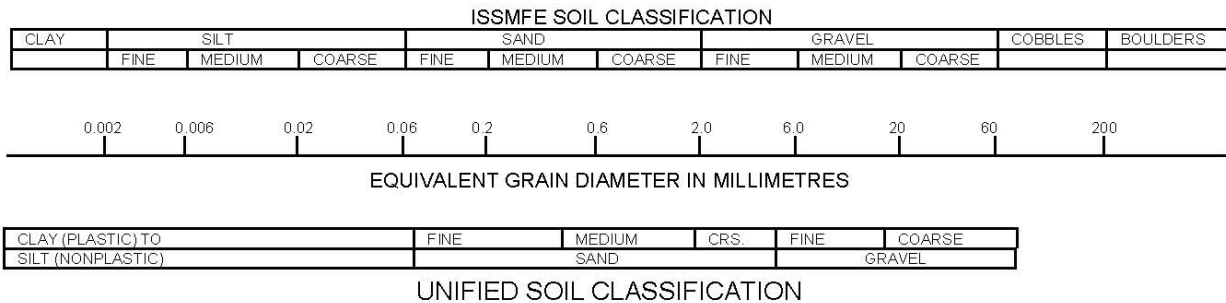 ISSMFE SOIL CLASSIFICATION
CLAY SILT SAND GRAVEL COBBLES BOULDERS
FINE MEDIUM COARSE FINE MEDIUM COARSE FINE MEDIUM COARSE
0.002 0.006 0.02 0.06 0.2 0.6 2.0 6.0 20 60 200
EQUIVALENT GRAIN DIAMETER IN MILLIMETRES
CLAY (PLASTIC) TO FINE MEDIUM CRS. FINE COARSE
SILT (NONPLASTIC) SAND GRAVEL
UNIFIED SOIL CLASSIFICATION